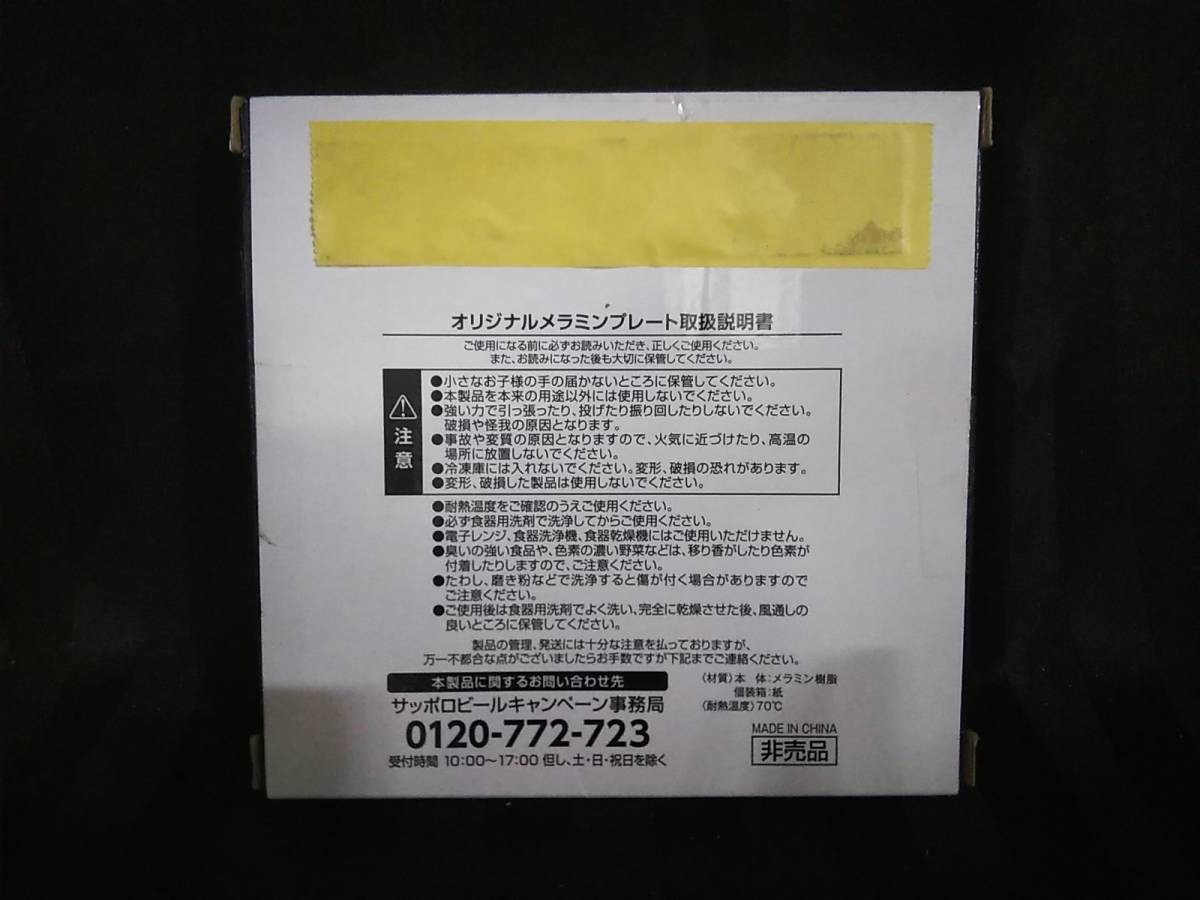 オリジナルメラミンプレート取扱説明書
ご使用になる前に必ずお読みいただき、正しくご使用ください。
また、お読みになった後も大切に保管してください。
注意
●小さなお子様の手の届かないところに保管してください。
●本製品を本来の用途以外には使用しないでください。
●強い力で引っ張ったり、投げたり振り回したりしないでください。
破損や怪我の原因となります。
●事故や変質の原因となりますので、火気に近づけたり、高温の
場所に放置しないでください。
●冷凍庫には入れないでください。変形、破損の恐れがあります。
●変形、破損した製品は使用しないでください。
●耐熱温度をご確認のうえご使用ください。
●必ず食器用洗剤で洗浄してからご使用ください。
●電子レンジ、食器洗浄機、食器乾燥機にはご使用いただけません。
●臭いの強い食品や、色素の濃い野菜などは、移り香がしたり色素が
付着したりしますので、ご注意ください。
●たわし、磨き粉などで洗浄すると傷が付く場合がありますので
ご注意ください。
●ご使用後は食器用洗剤でよく洗い、完全に乾燥させた後、風通しの
良いところに保管してください。
製品の管理、発送には十分な注意を払っておりますが、
万一不都合な点がございましたらお手数ですが下記までご連絡ください。
本製品に関するお問い合わせ先
サッポロビールキャンペーン事務局
0120-772-723
受付時間 10:00〜17:00 但し、土・日・祝日を除く
〈材質〉本 体:メラミン樹脂
個装箱:紙
〈耐熱温度〉70℃
MADE IN CHINA
非売品